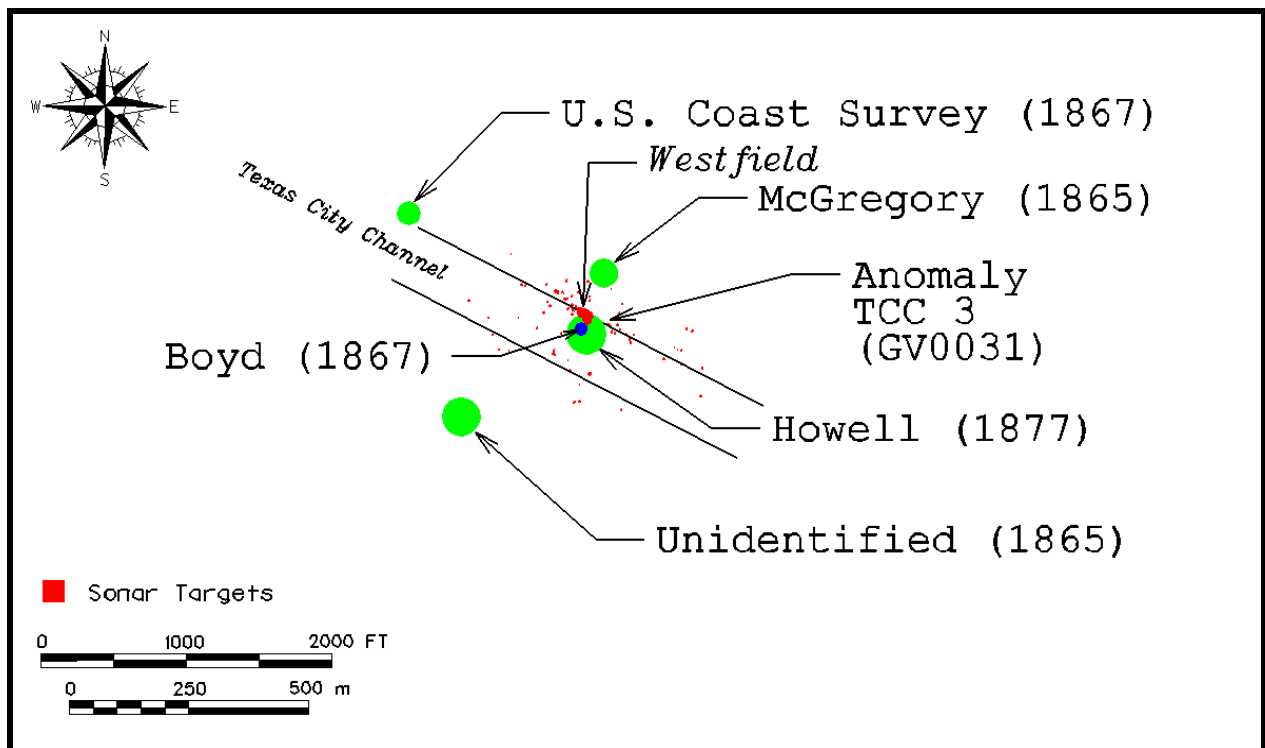 N
W E
S
U.S. Coast Survey (1867)
Westfield
Texas City Channel
McGregory (1865)
Anomaly
TCC 3
(GV0031)
Boyd (1867)
Howell (1877)
Unidentified (1865)
Sonar Targets
0 1000 2000 FT
0 250 500 m